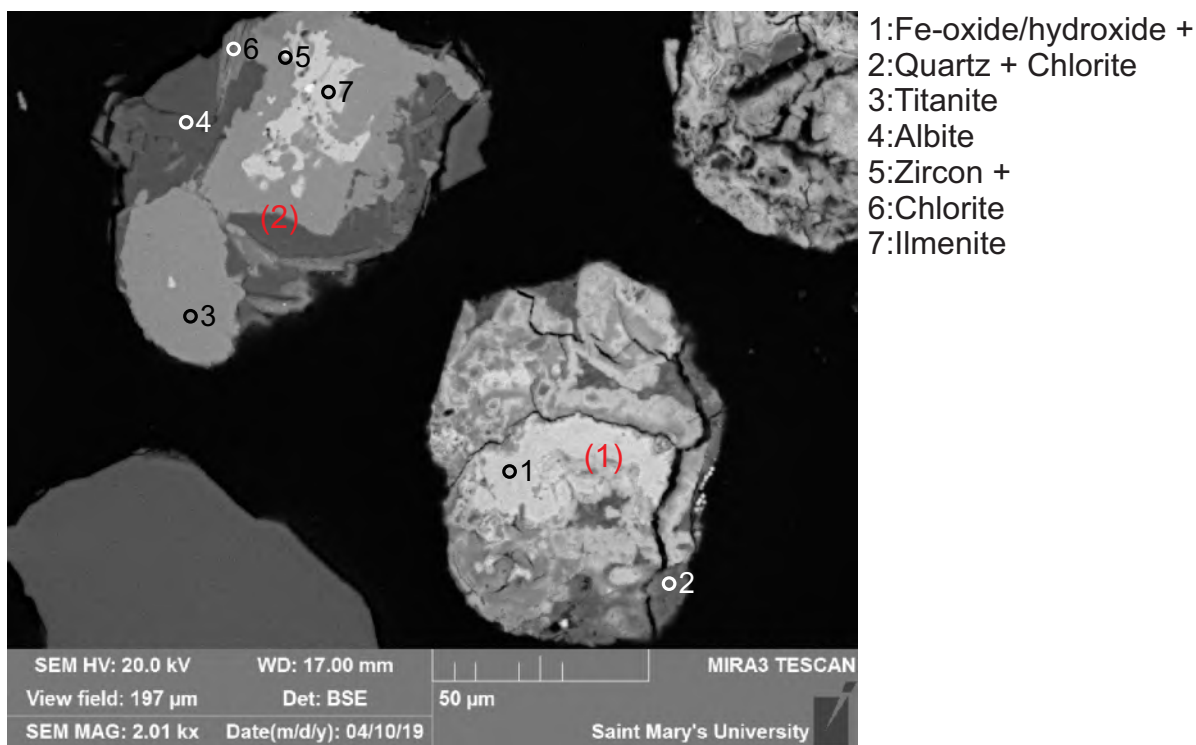 1:Fe-oxide/hydroxide +
2:Quartz + Chlorite
3:Titanite
4:Albite
5:Zircon +
6:Chlorite
7:Ilmenite
6
5
7
4
(2)
3
(1)
1
2
SEM HV: 20.0 kV WD: 17.00 mm MIRA3 TESCAN
View field: 197 µm Det: BSE 50 µm
SEM MAG: 2.01 kx Date(m/d/y): 04/10/19 Saint Mary's University